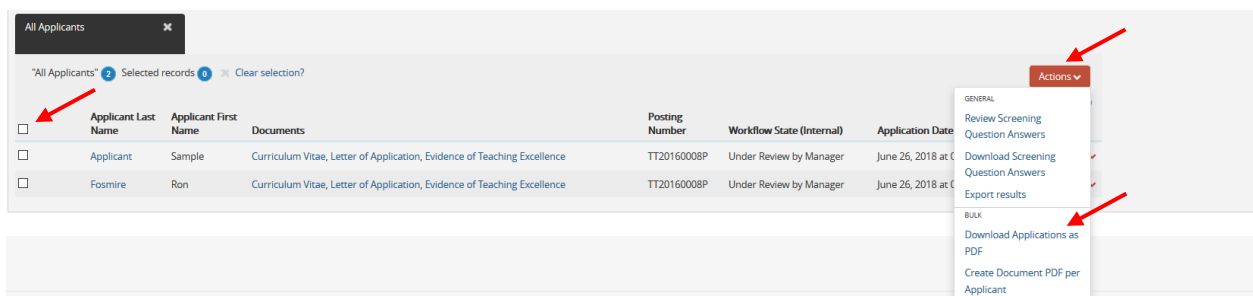 All Applicants ✖
"All Applicants" 2 Selected records 0 ✖ Clear selection?
Actions
Applicant Last Name Applicant First Name Documents Posting Number Workflow State (Internal) Application Date
Applicant Sample Curriculum Vitae, Letter of Application, Evidence of Teaching Excellence TT20160008P Under Review by Manager June 26, 2018 at
Fosmire Ron Curriculum Vitae, Letter of Application, Evidence of Teaching Excellence TT20160008P Under Review by Manager June 26, 2018 at
GENERAL
Review Screening
Question Answers
Download Screening
Question Answers
Export results
BULK
Download Applications as
PDF
Create Document PDF per
Applicant